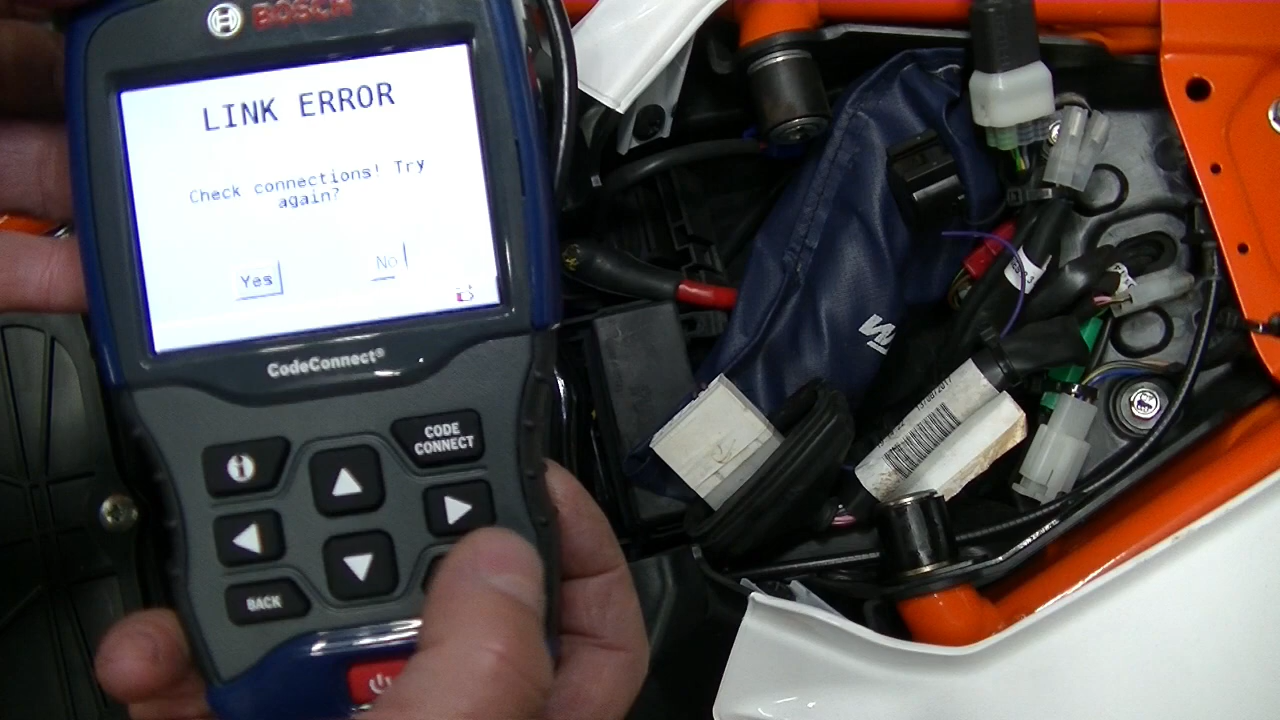 BOSCH
LINK ERROR
Check connections! Try
again?
Yes
No
CodeConnect®
CODE
CONNECT
BACK